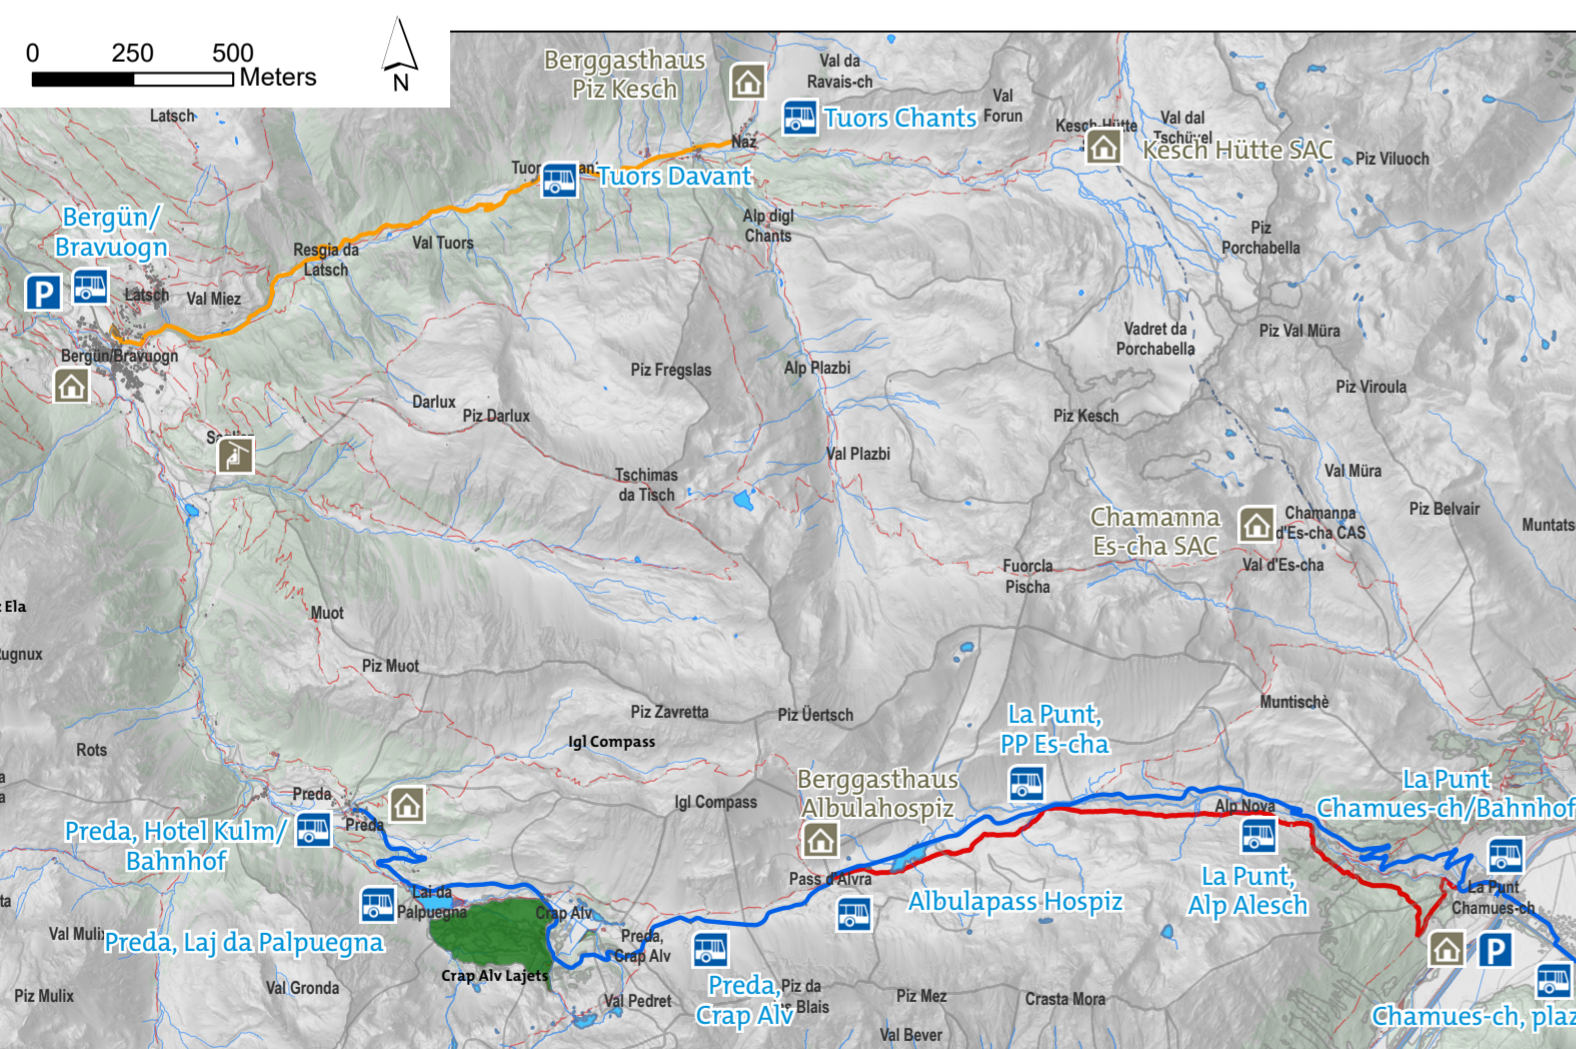 0 250 500
Meters
N
Berggasthaus
Piz Kesch
Val da
Ravais-ch
Val
Forun
Tuors Chants
Latsch
Naz
Kesch-Hütte
Val dal
Tschüvel
Kesch Hütte SAC
Piz Viluoch
Tuors Davant
Bergün/
Bravuogn
Alp digl
Chants
Piz
Porchabella
Val Tuors
Resgia da
Latsch
P
Latsch
Val Miez
Bergün/Bravuogn
Vadret da
Porchabella
Piz Val Müra
Piz Fregslas
Alp Plazbi
Piz Viroula
Darlux
Piz Darlux
Piz Kesch
Val Plazbi
Tschimas
da Tisch
Val Müra
Piz Belvair
Chamanna
Es-cha SAC
Chamanna
d'Es-cha CAS
Muntats
Fuorcla
Pischa
Val d'Es-cha
Ela
Muot
Piz Muot
Piz Zavretta
Piz Üertsch
Muntischè
La Punt,
PP Es-cha
Igl Compass
Rots
Preda
Preda
Igl Compass
Berggasthaus
Albulahospiz
Alp Nova
La Punt
Chamues-ch/Bahnhof
Preda, Hotel Kulm/
Bahnhof
Pass d'Alvra
La Punt,
Alp Alesch
Albulapass Hospiz
La Punt
Chamues-ch
Lai da
Palpuegna
Crap Alv
Val Mulix
Preda, Laj da Palpuegna
Preda,
Crap Alv
P
Crap Alv Lajets
Val Gronda
Preda,
Crap Alv
Piz da
Blais
Piz Mulix
Val Pedret
Piz Mez
Crasta Mora
Val Bever
Chamues-ch, plaz